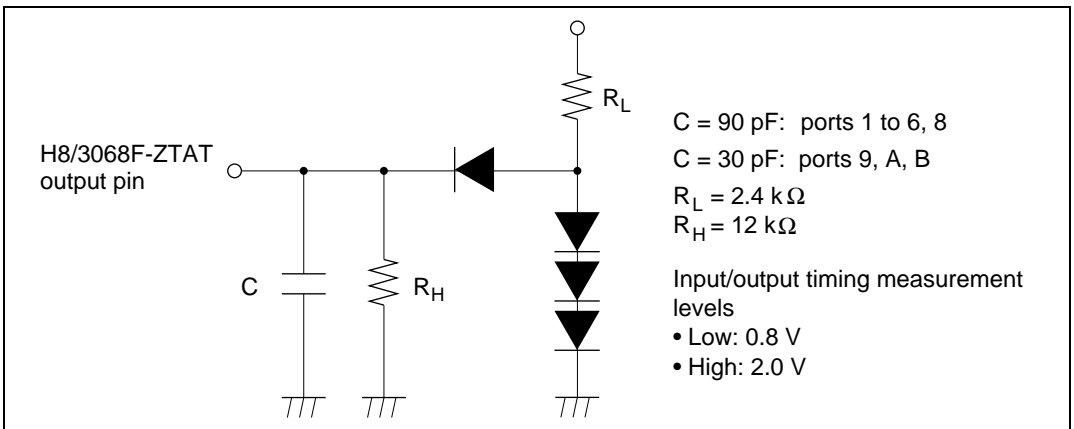 R_L
H8/3068F-ZTAT
output pin
C
R_H
C = 90 pF: ports 1 to 6, 8
C = 30 pF: ports 9, A, B
R_L = 2.4 kΩ
R_H = 12 kΩ
Input/output timing measurement
levels
• Low: 0.8 V
• High: 2.0 V